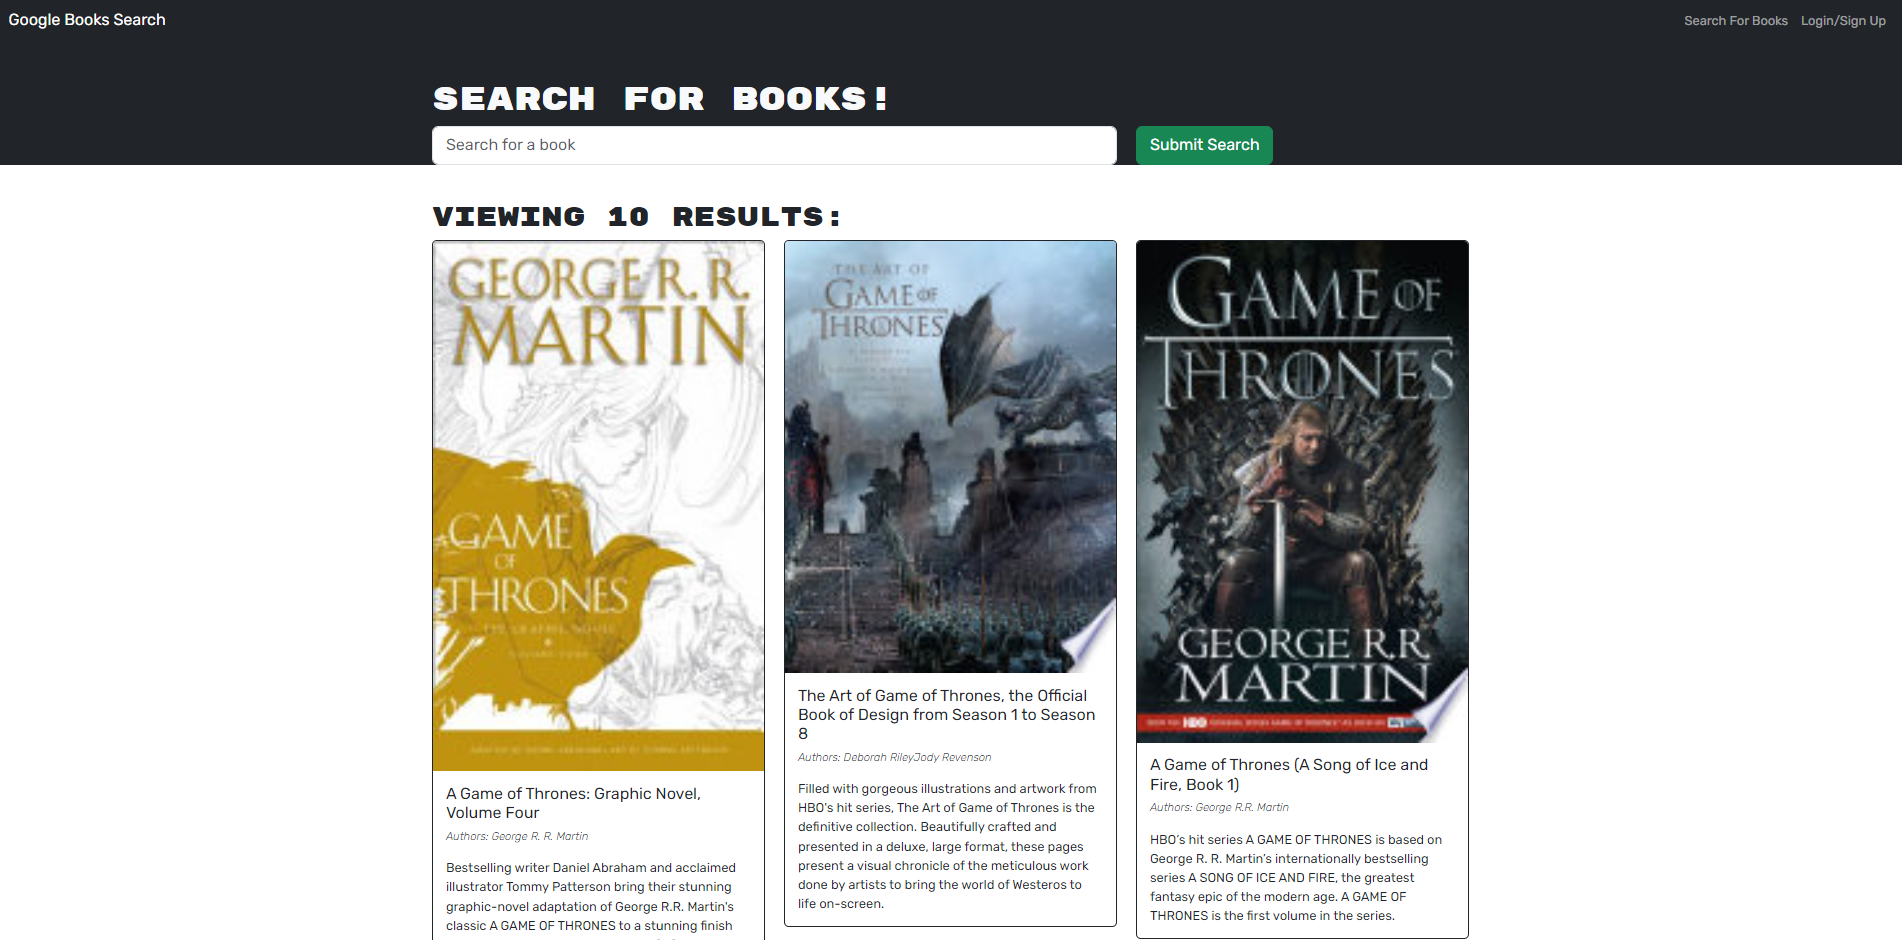 Google Books Search
Search For Books
Login/Sign Up
SEARCH FOR BOOKS!
Search for a book
Submit Search
VIEWING 10 RESULTS:
GEORGE R. R.
MARTIN
GAME
OF
THRONES
A Game of Thrones: Graphic Novel,
Volume Four
Authors: George R. R. Martin
Bestselling writer Daniel Abraham and acclaimed
illustrator Tommy Patterson bring their stunning
graphic-novel adaptation of George R.R. Martin's
classic A GAME OF THRONES to a stunning finish
THE ART OF
GAME OF
THRONES
The Art of Game of Thrones, the Official
Book of Design from Season 1 to Season
8
Authors: Deborah RileyJody Revenson
Filled with gorgeous illustrations and artwork from
HBO's hit series, The Art of Game of Thrones is the
definitive collection. Beautifully crafted and
presented in a deluxe, large format, these pages
present a visual chronicle of the meticulous work
done by artists to bring the world of Westeros to
life on-screen.
GAME OF
THRONES
GEORGE R.R.
MARTIN
HBO
A Game of Thrones (A Song of Ice and
Fire, Book 1)
Authors: George R.R. Martin
HBO’s hit series A GAME OF THRONES is based on
George R. R. Martin’s internationally bestselling
series A SONG OF ICE AND FIRE, the greatest
fantasy epic of the modern age. A GAME OF
THRONES is the first volume in the series.